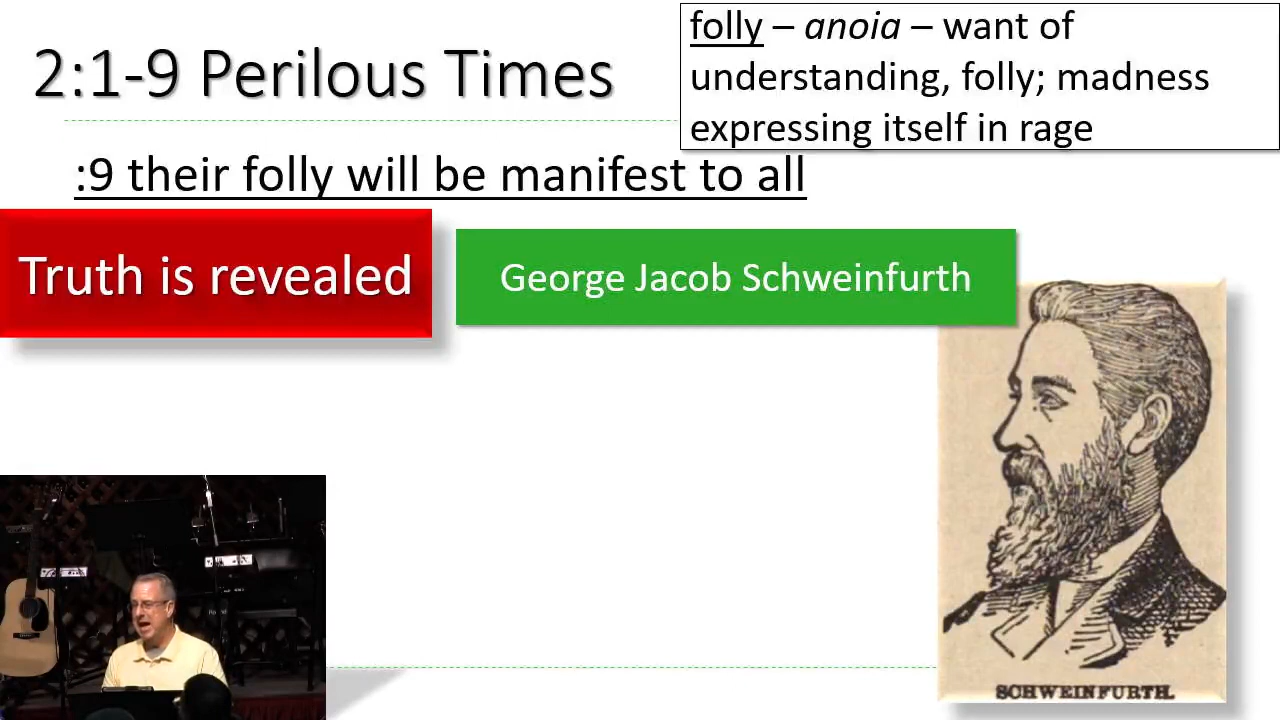 2:1-9 Perilous Times
folly – anoia – want of
understanding, folly; madness
expressing itself in rage
:9 their folly will be manifest to all
Truth is revealed
George Jacob Schweinfurth
SCHWEINFURTH.